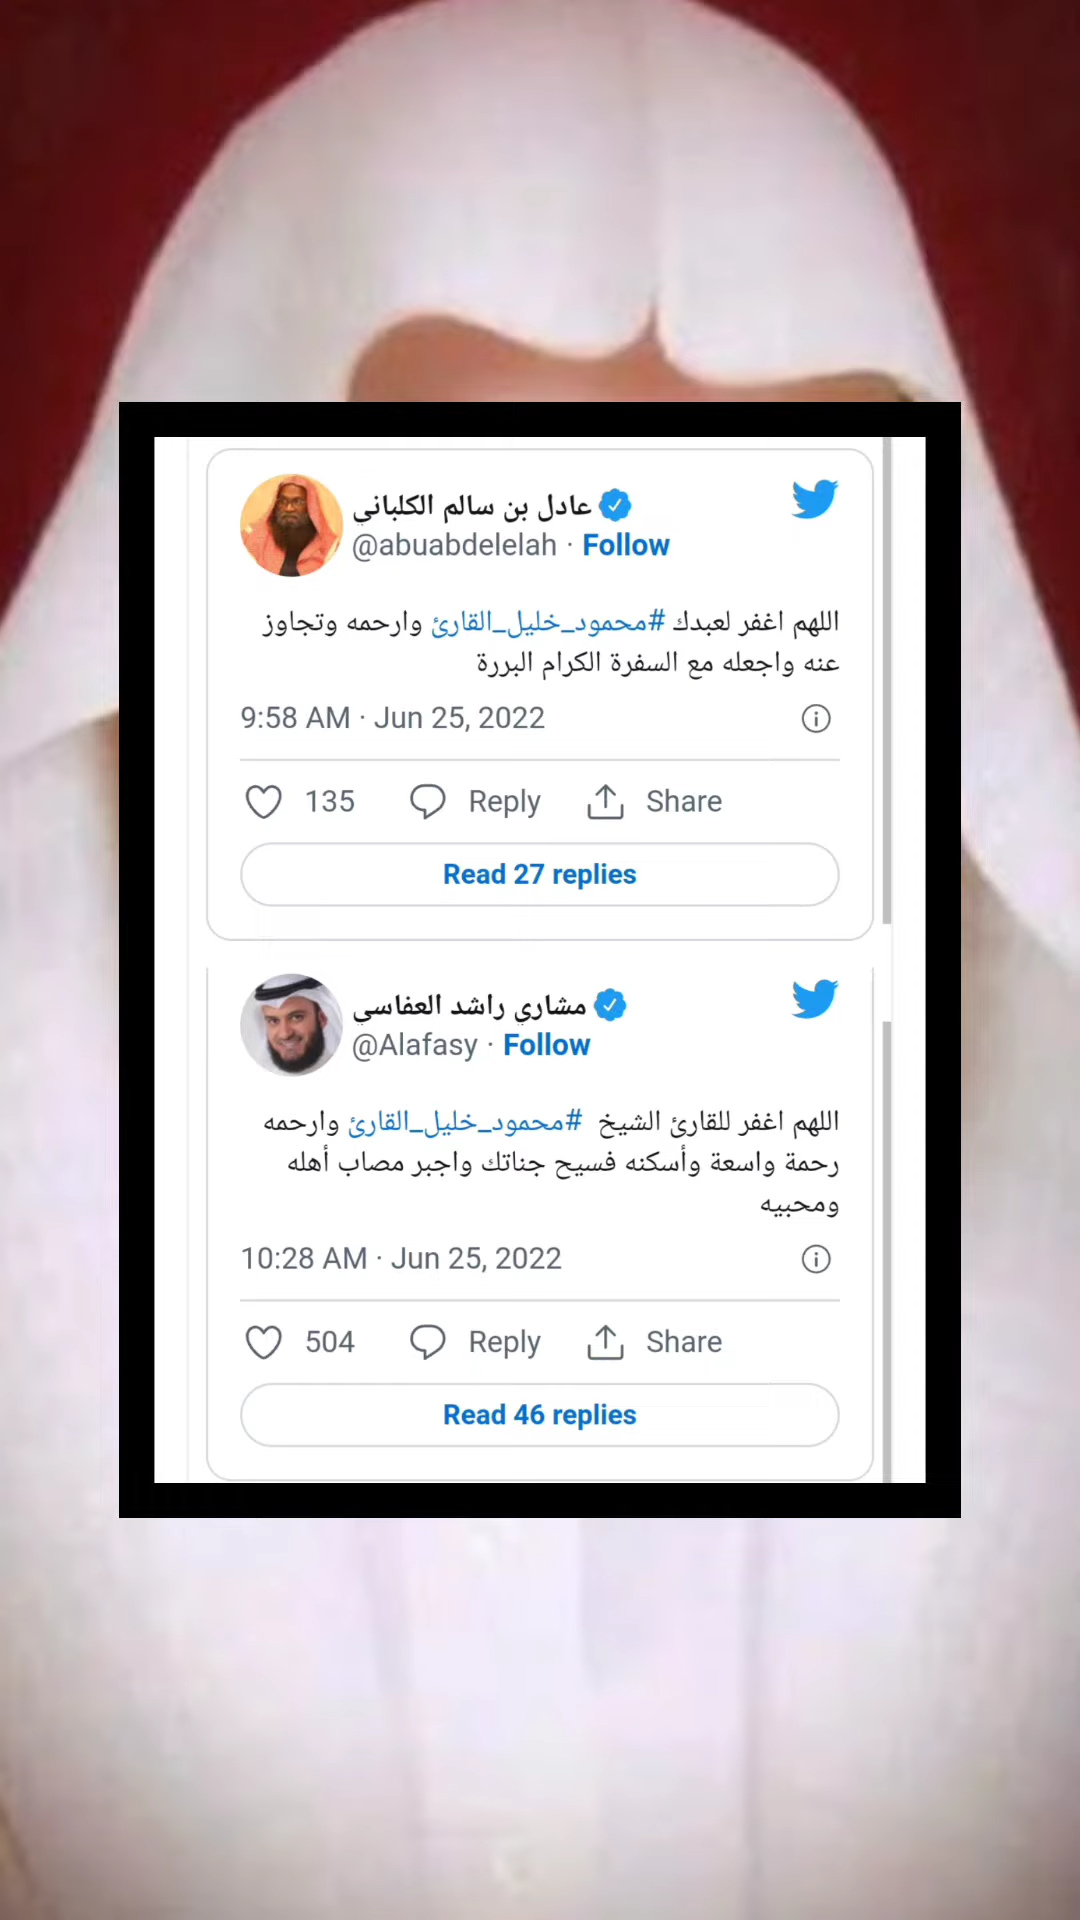 عادل بن سالم الكلباني
@abuabdelelah · Follow
اللهم اغفر لعبدك #محمود_خليل_القارئ وارحمه وتجاوز
عنه واجعله مع السفرة الكرام البررة
9:58 AM · Jun 25, 2022
135 Reply Share
Read 27 replies
مشاري راشد العفاسي
@Alafasy · Follow
اللهم اغفر للقارئ الشيخ #محمود_خليل_القارئ وارحمه
رحمة واسعة وأسكنه فسيح جناتك واجبر مصاب أهله
ومحبيه
10:28 AM · Jun 25, 2022
504 Reply Share
Read 46 replies